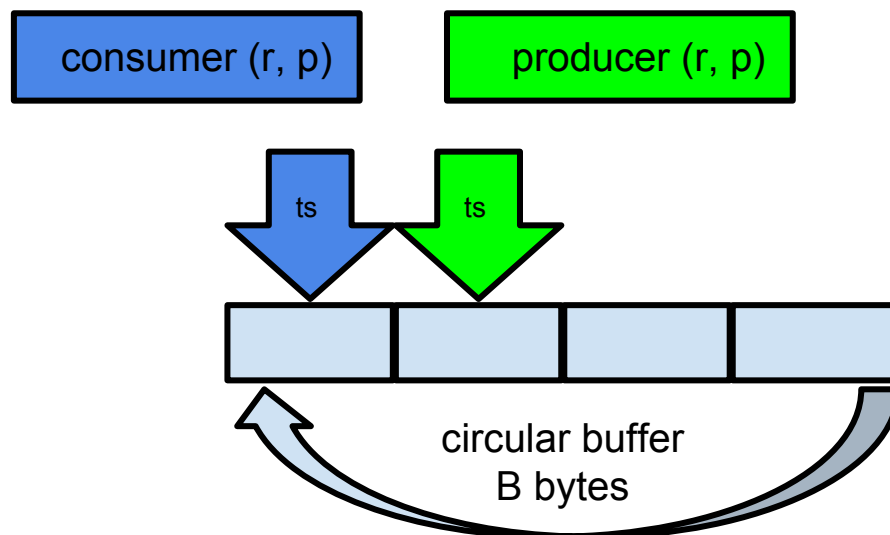 consumer (r, p)
producer (r, p)
ts
ts
circular buffer
B bytes